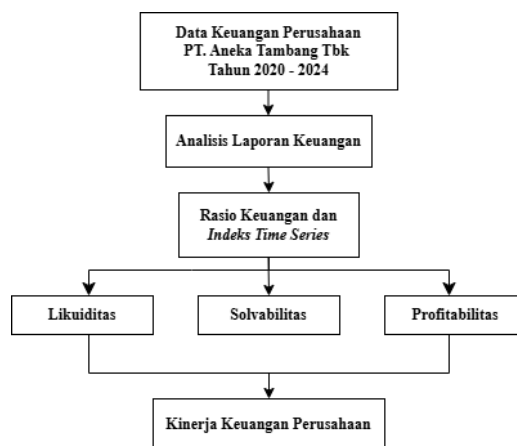 Data Keuangan Perusahaan
PT. Aneka Tambang Tbk
Tahun 2020 - 2024
Analisis Laporan Keuangan
Rasio Keuangan dan
Indeks Time Series
Likuiditas
Solvabilitas
Profitabilitas
Kinerja Keuangan Perusahaan